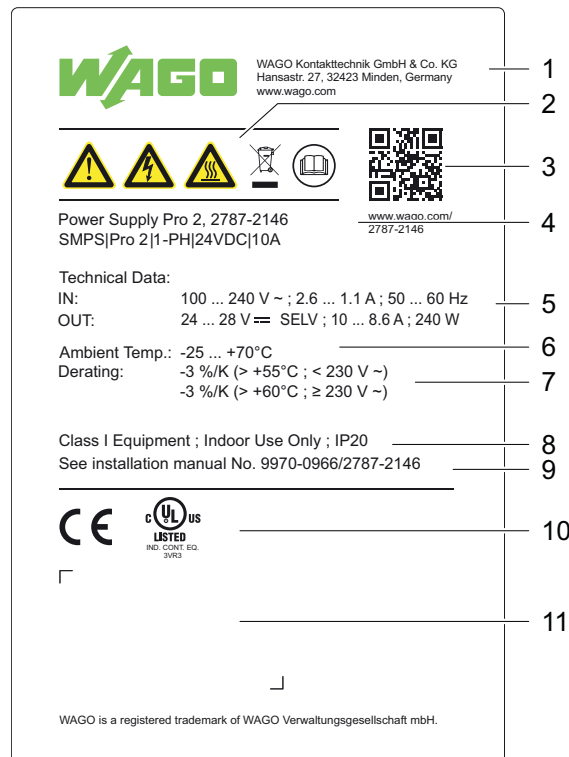 WAGO
WAGO Kontakttechnik GmbH & Co. KG
Hansastr. 27, 32423 Minden, Germany
www.wago.com
1
2
3
www.wago.com/
2787-2146
Power Supply Pro 2, 2787-2146
SMPS|Pro 2|1-PH|24VDC|10A
4
Technical Data:
IN: 100 ... 240 V ~ ; 2.6 ... 1.1 A ; 50 ... 60 Hz
5
OUT: 24 ... 28 V ⎓ SELV ; 10 ... 8.6 A ; 240 W
Ambient Temp.: -25 ... +70°C
6
Derating: -3 %/K (> +55°C ; < 230 V ~)
-3 %/K (> +60°C ; ≥ 230 V ~)
7
Class I Equipment ; Indoor Use Only ; IP20
8
See installation manual No. 9970-0966/2787-2146
9
CE
C UL US
LISTED
IND. CONT. EQ.
3VR3
10
11
WAGO is a registered trademark of WAGO Verwaltungsgesellschaft mbH.